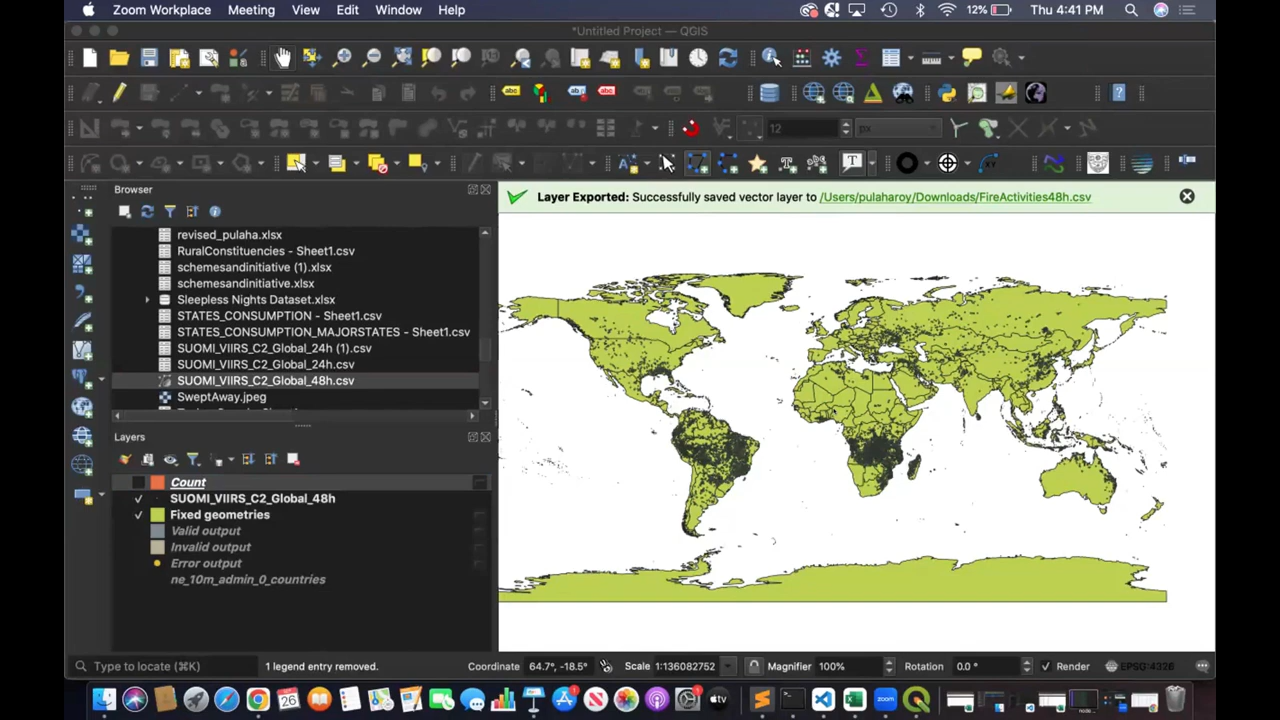 Zoom Workplace Meeting View Edit Window Help 12% Thu 4:41 PM
*Untitled Project — QGIS
12 px
Browser
Layer Exported: Successfully saved vector layer to /Users/pulaharoy/Downloads/FireActivities48h.csv
revised_pulaha.xlsx
RuralConstituencies - Sheet1.csv
schemesandinitiative (1).xlsx
schemesandinitiative.xlsx
Sleepless Nights Dataset.xlsx
STATES_CONSUMPTION - Sheet1.csv
STATES_CONSUMPTION_MAJORSTATES - Sheet1.csv
SUOMI_VIIRS_C2_Global_24h (1).csv
SUOMI_VIIRS_C2_Global_24h.csv
SUOMI_VIIRS_C2_Global_48h.csv
SweptAway.jpeg
Layers
Count
SUOMI_VIIRS_C2_Global_48h
Fixed geometries
Valid output
Invalid output
Error output
ne_10m_admin_0_countries
Type to locate (⌘K) 1 legend entry removed. Coordinate 64.7°, -18.5° Scale 1:136082752 Magnifier 100% Rotation 0.0 ° Render EPSG:4326